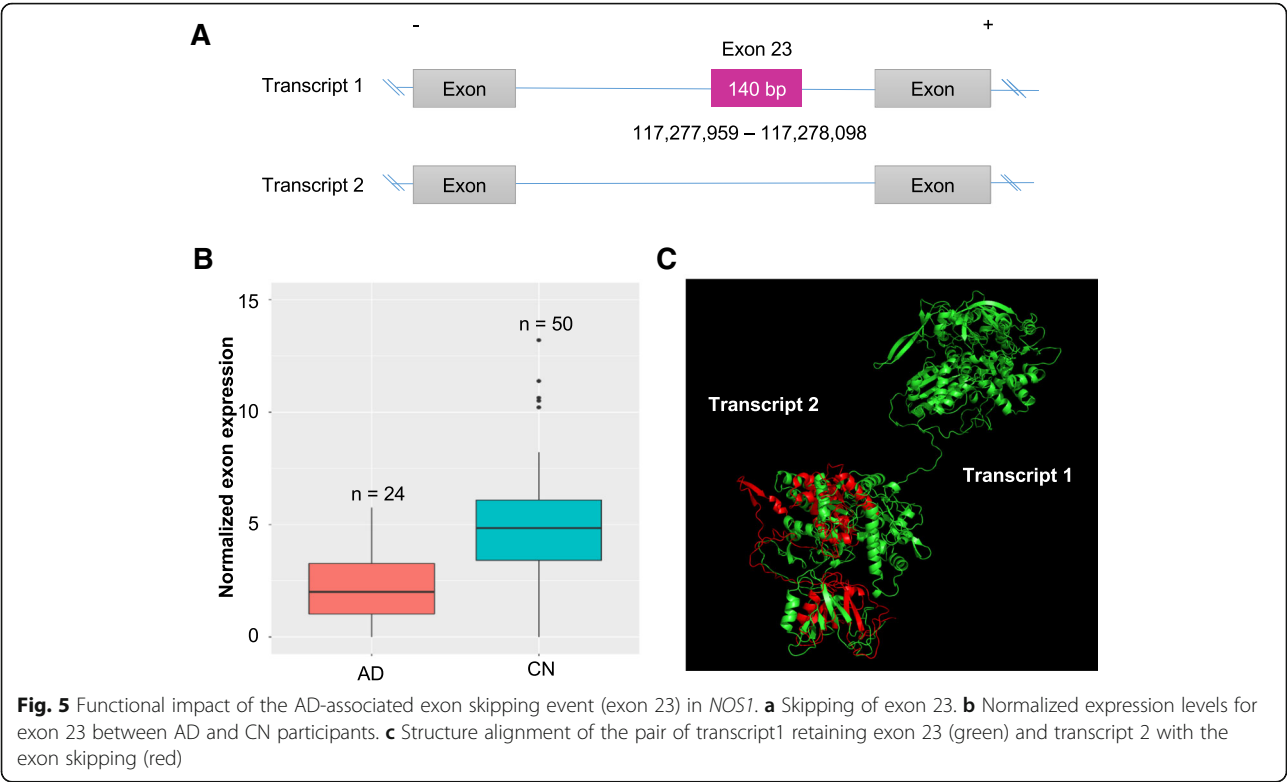 A
- +
Exon 23
Transcript 1 Exon 140 bp Exon
117,277,959 – 117,278,098
Transcript 2 Exon Exon
B
Normalized exon expression
15
10
5
0
n = 24
n = 50
AD CN
C
Transcript 2
Transcript 1
Fig. 5 Functional impact of the AD-associated exon skipping event (exon 23) in NOS1. a Skipping of exon 23. b Normalized expression levels for
exon 23 between AD and CN participants. c Structure alignment of the pair of transcript1 retaining exon 23 (green) and transcript 2 with the
exon skipping (red)